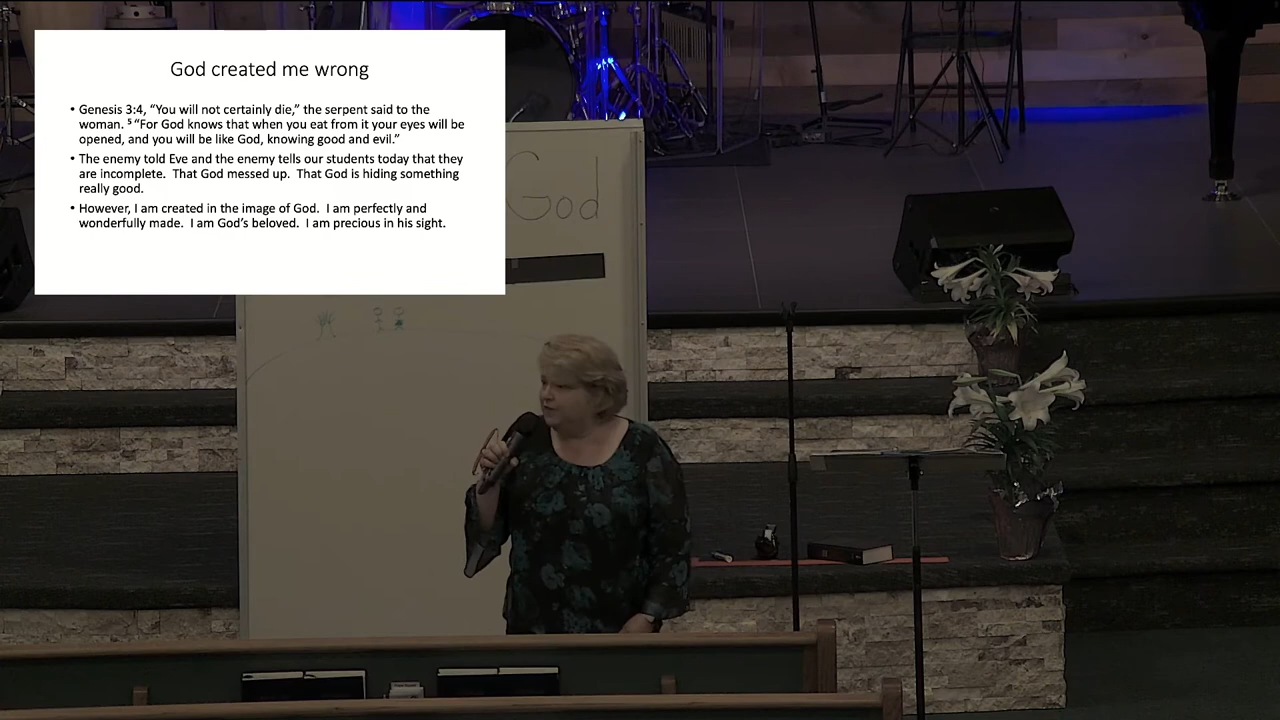 God created me wrong
• Genesis 3:4, “You will not certainly die,” the serpent said to the
woman. ⁵ “For God knows that when you eat from it your eyes will be
opened, and you will be like God, knowing good and evil.”
• The enemy told Eve and the enemy tells our students today that they
are incomplete.  That God messed up.  That God is hiding something
really good.
• However, I am created in the image of God.  I am perfectly and
wonderfully made.  I am God’s beloved.  I am precious in his sight.
God